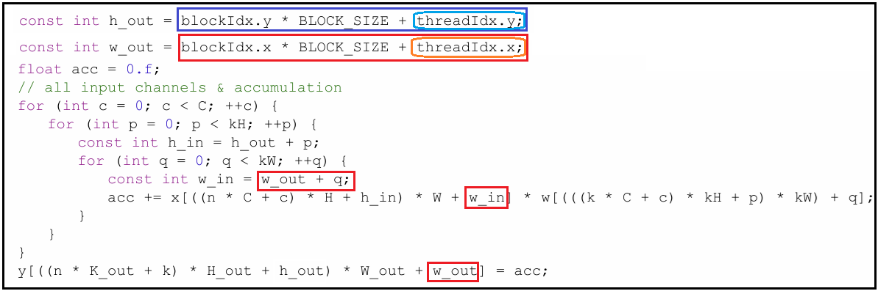 const int h_out = blockIdx.y * BLOCK_SIZE + threadIdx.y;
const int w_out = blockIdx.x * BLOCK_SIZE + threadIdx.x;
float acc = 0.f;
// all input channels & accumulation
for (int c = 0; c < C; ++c) {
for (int p = 0; p < kH; ++p) {
const int h_in = h_out + p;
for (int q = 0; q < kW; ++q) {
const int w_in = w_out + q;
acc += x[((n * C + c) * H + h_in) * W + w_in] * w[(((k * C + c) * kH + p) * kW) + q];
}
}
}
y[((n * K_out + k) * H_out + h_out) * W_out + w_out] = acc;